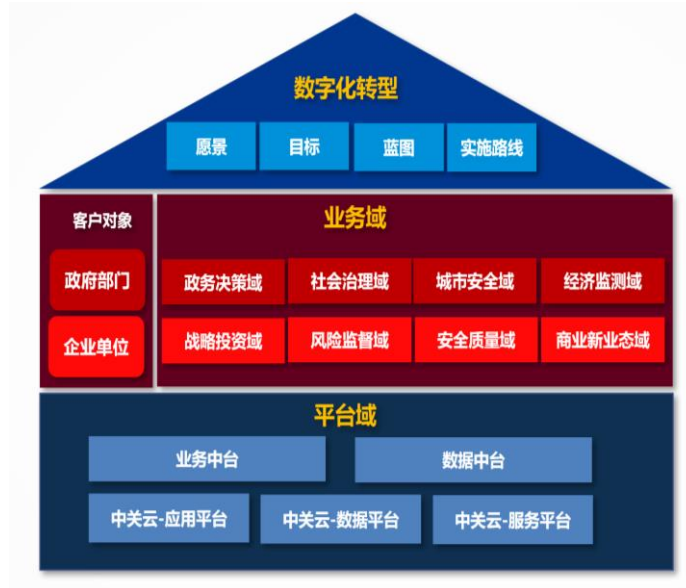 数字化转型
愿景 目标 蓝图 实施路线
客户对象 业务域
政府部门 政务决策域 社会治理域 城市安全域 经济监测域
企业单位 战略投资域 风险监督域 安全质量域 商业新业态域
平台域
业务中台 数据中台
中关云-应用平台 中关云-数据平台 中关云-服务平台